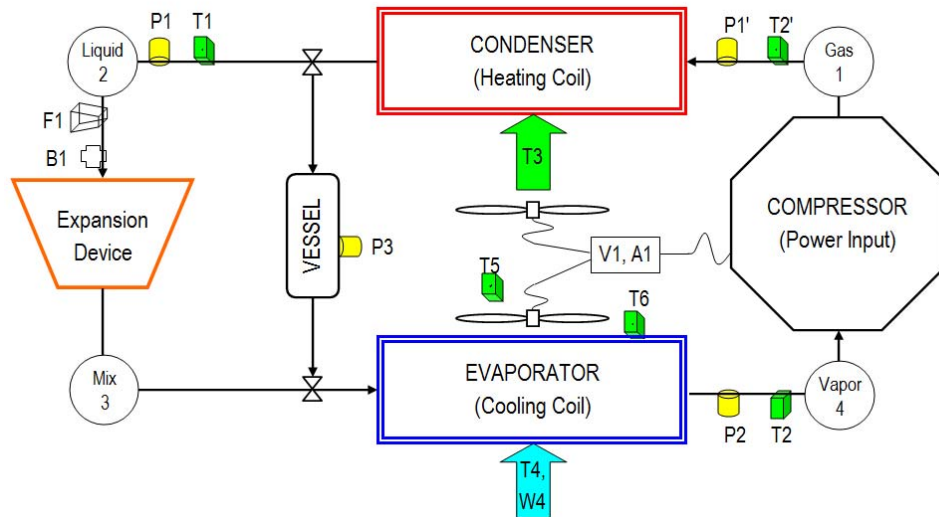 P1
T1
CONDENSER
(Heating Coil)
P1'
T2'
Liquid
2
Gas
1
F1
B1
T3
Expansion
Device
VESSEL
P3
COMPRESSOR
(Power Input)
V1, A1
T5
T6
Mix
3
EVAPORATOR
(Cooling Coil)
Vapor
4
P2
T2
T4,
W4